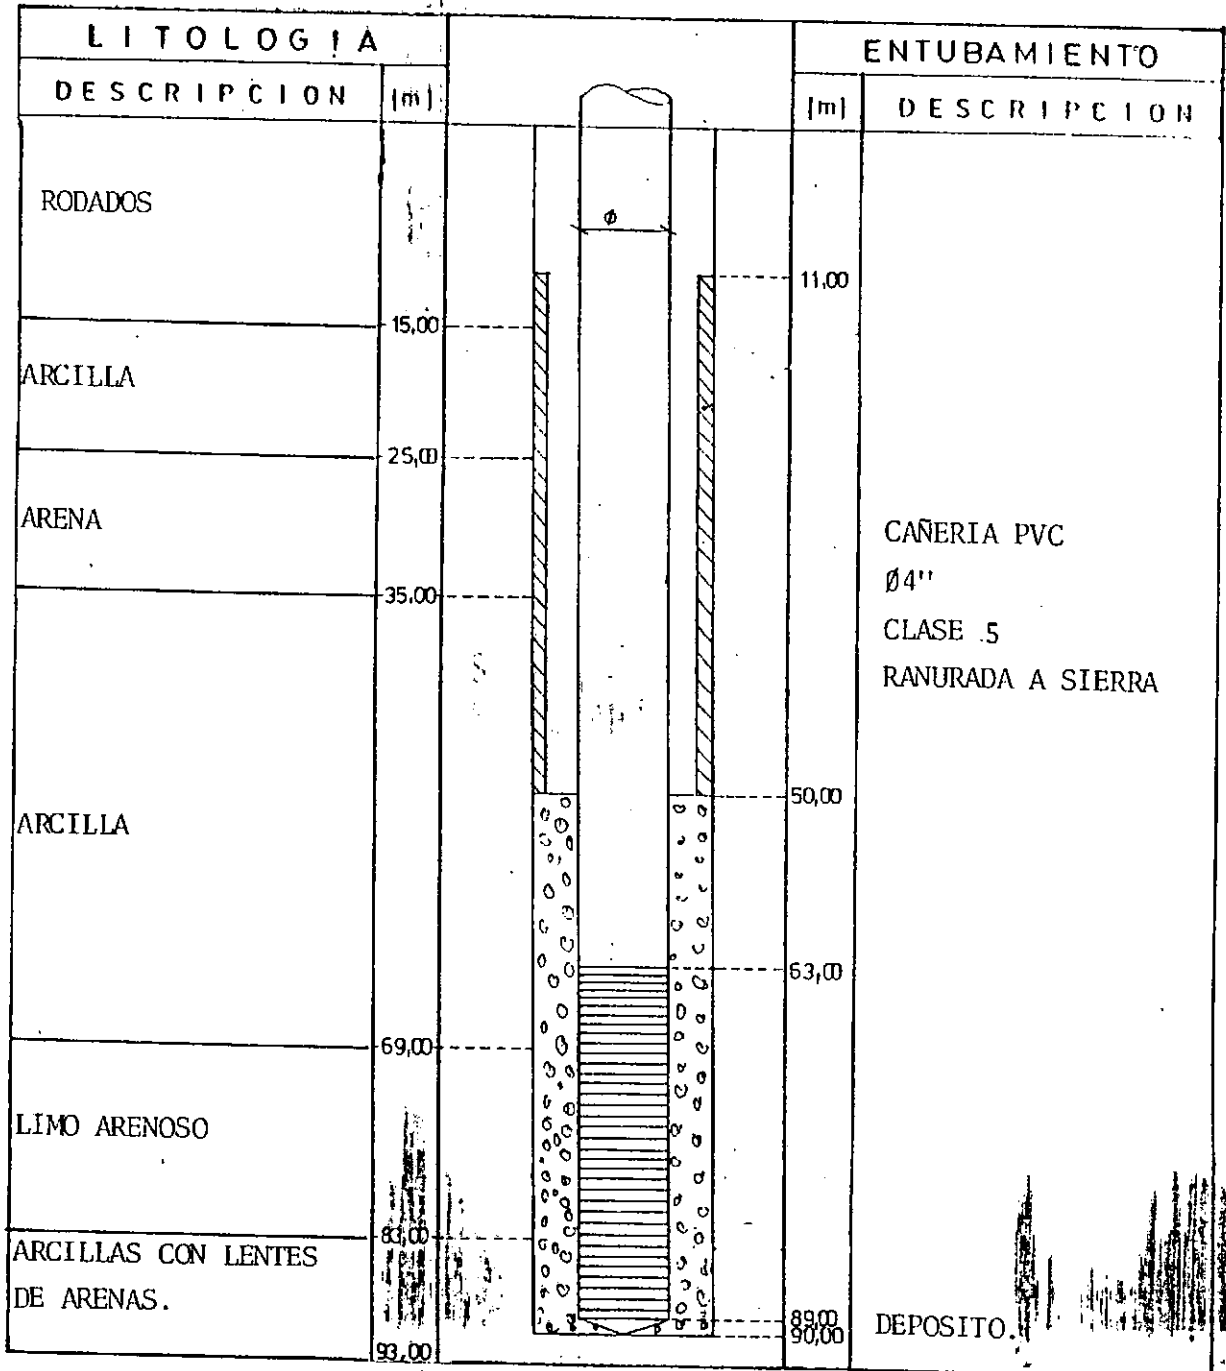 LITOLOGIA
DESCRIPCION [m]
RODADOS
15,00
ARCILLA
25,00
ARENA
35,00
ARCILLA
69,00
LIMO ARENOSO
83,00
ARCILLAS CON LENTES
DE ARENAS.
93,00
ø
ENTUBAMIENTO
[m] DESCRIPCION
11,00
CAÑERIA PVC
Ø4''
CLASE .5
RANURADA A SIERRA
50,00
63,00
89,00
90,00
DEPOSITO.